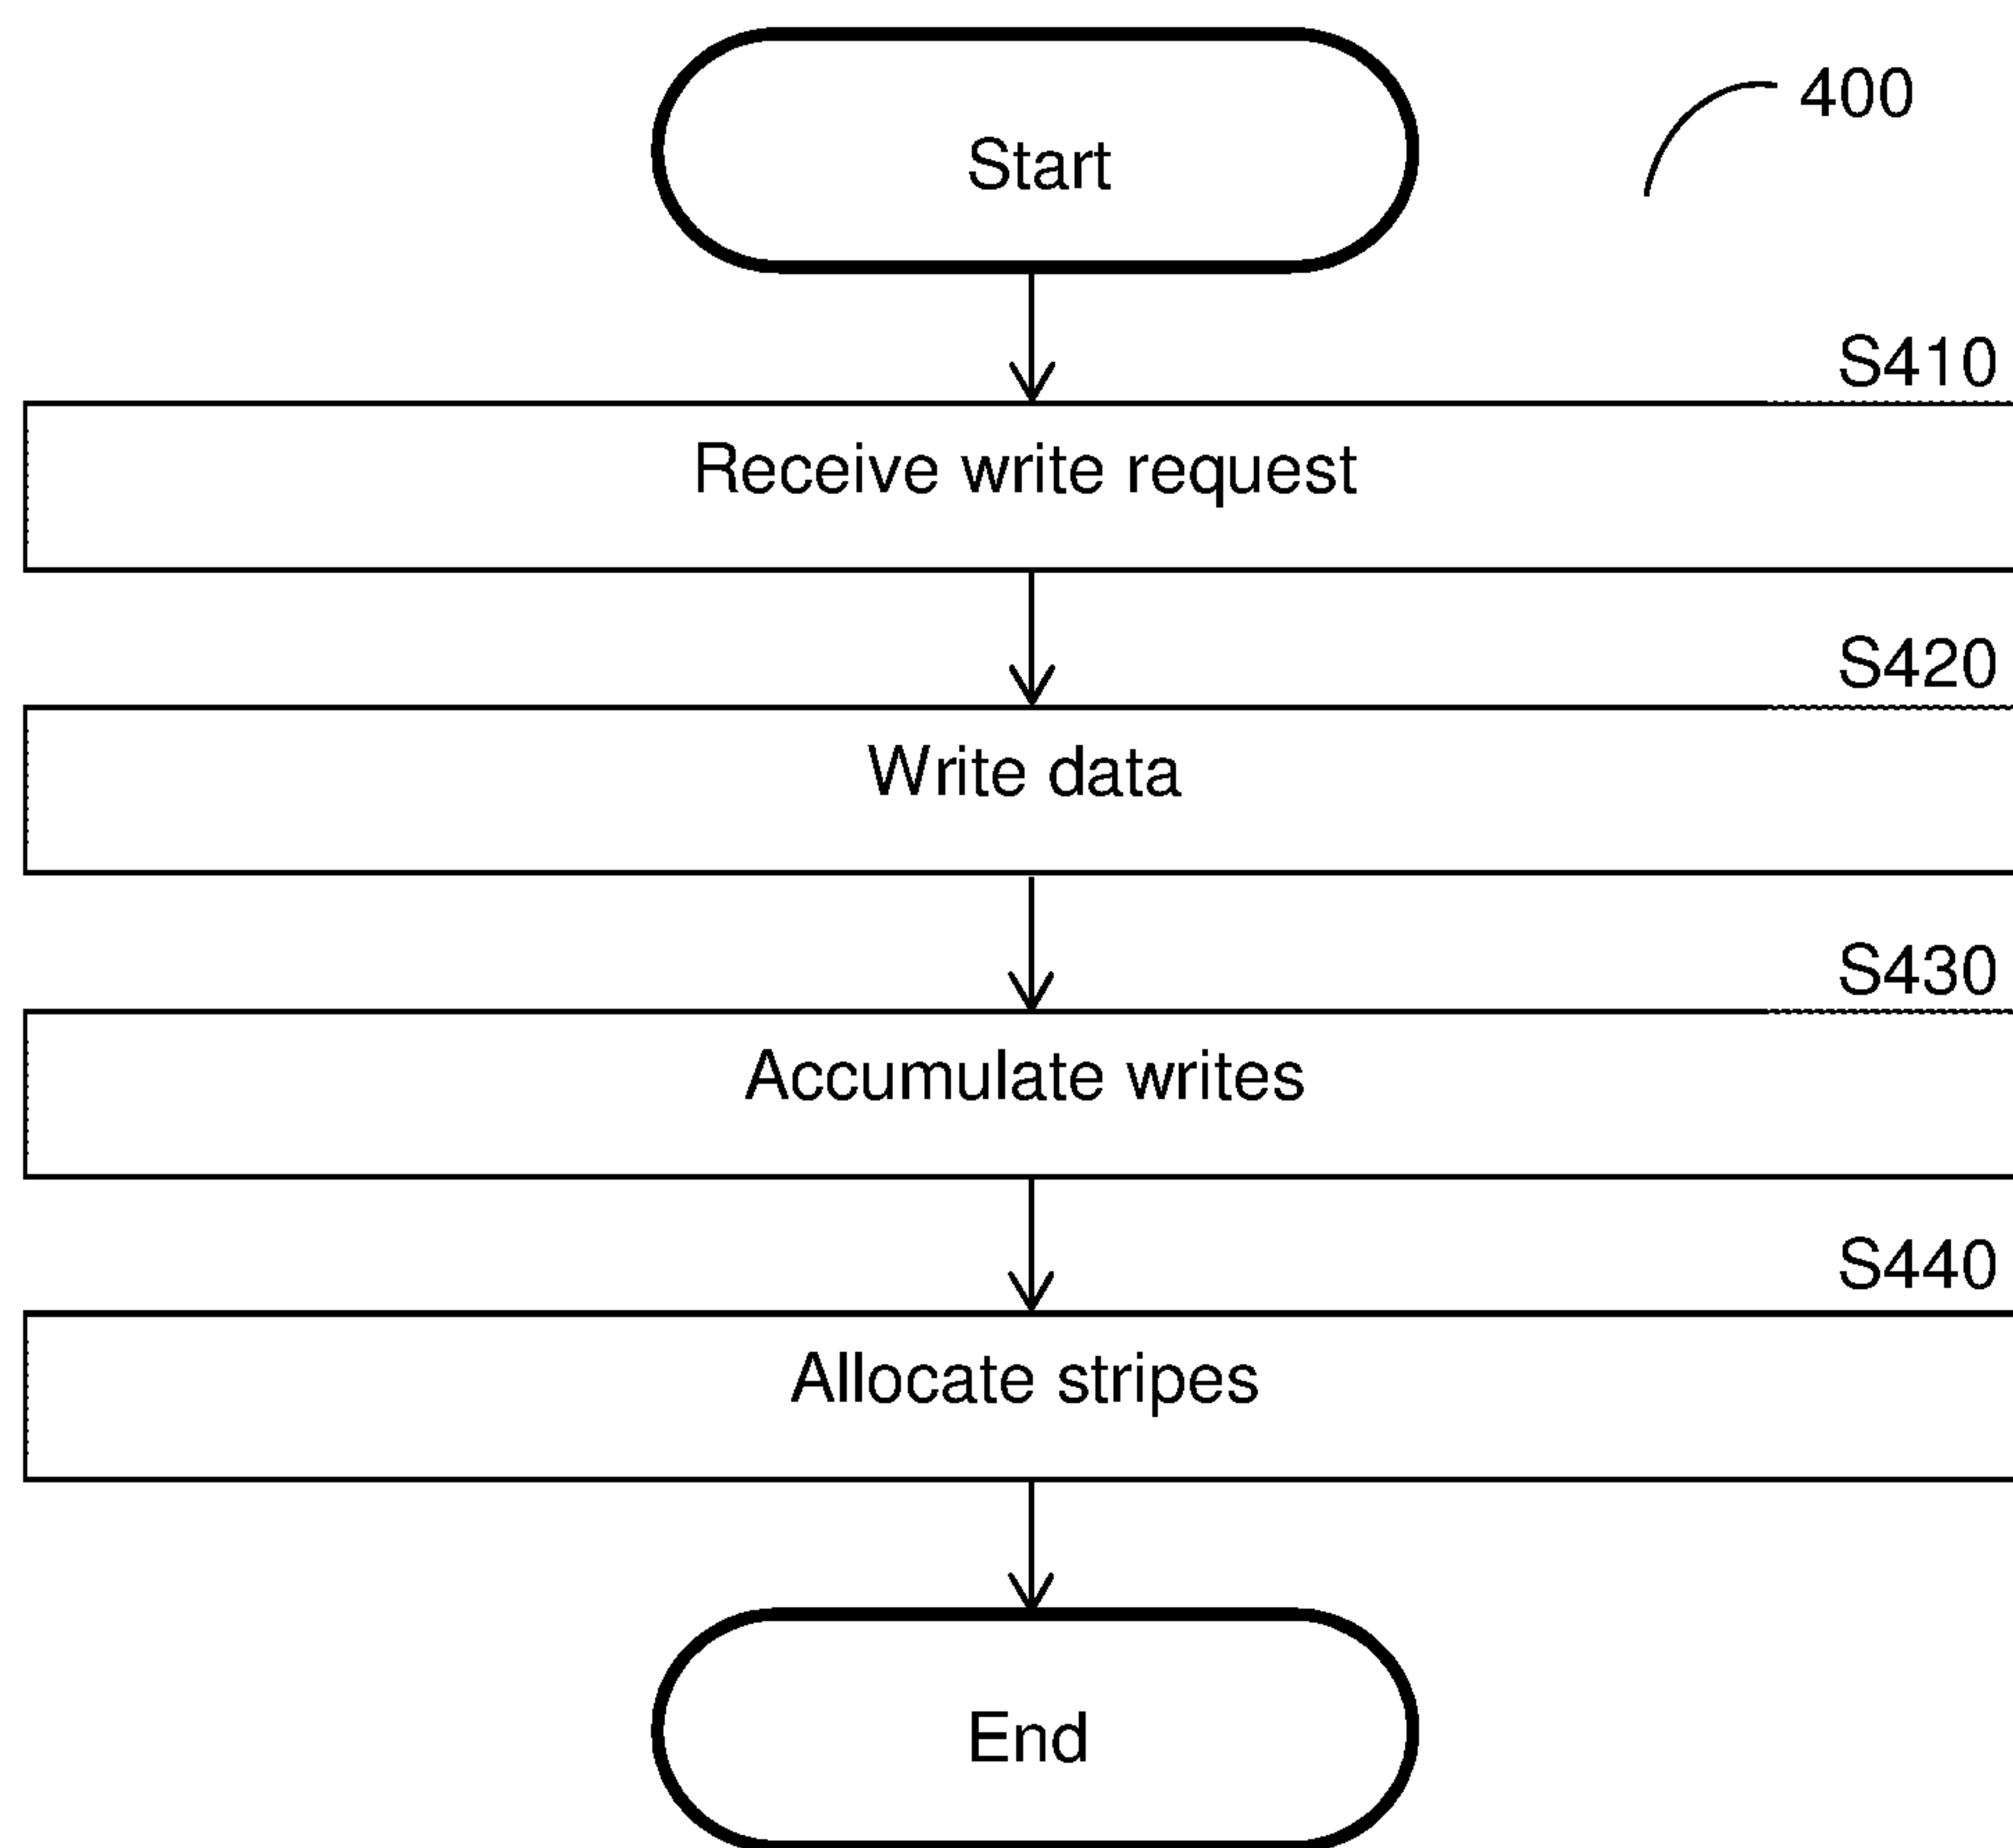 Start
400
S410
Receive write request
S420
Write data
S430
Accumulate writes
S440
Allocate stripes
End